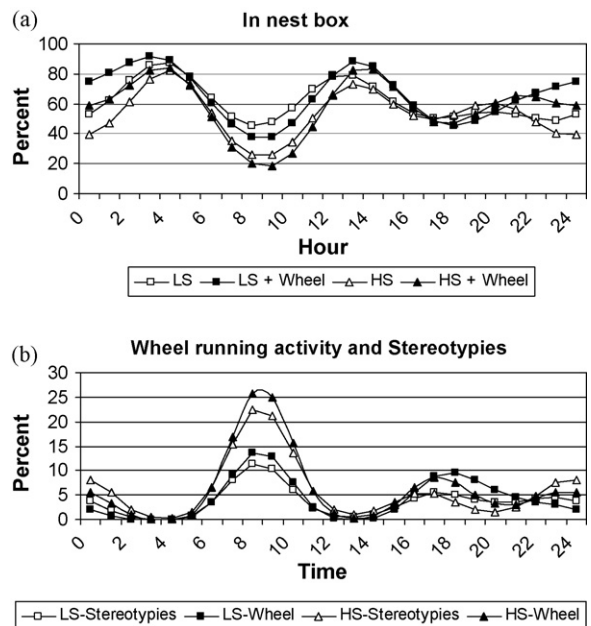 (a)
In nest box
100
80
60
40
20
0
Percent
0 2 4 6 8 10 12 14 16 18 20 22 24
Hour
LS LS + Wheel HS HS + Wheel
(b)
Wheel running activity and Stereotypies
30
25
20
15
10
5
0
Percent
0 2 4 6 8 10 12 14 16 18 20 22 24
Time
LS-Stereotypies LS-Wheel HS-Stereotypies HS-Wheel